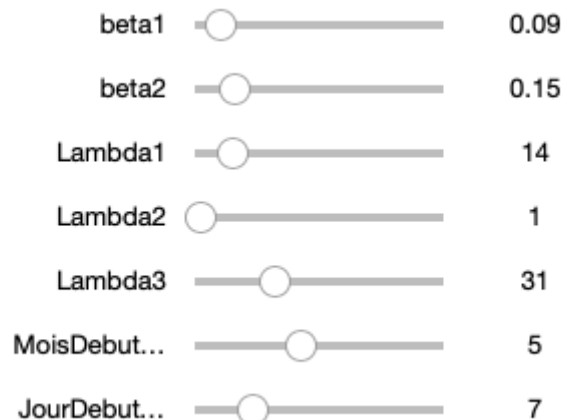 beta1 0.09
beta2 0.15
Lambda1 14
Lambda2 1
Lambda3 31
MoisDebut... 5
JourDebut... 7